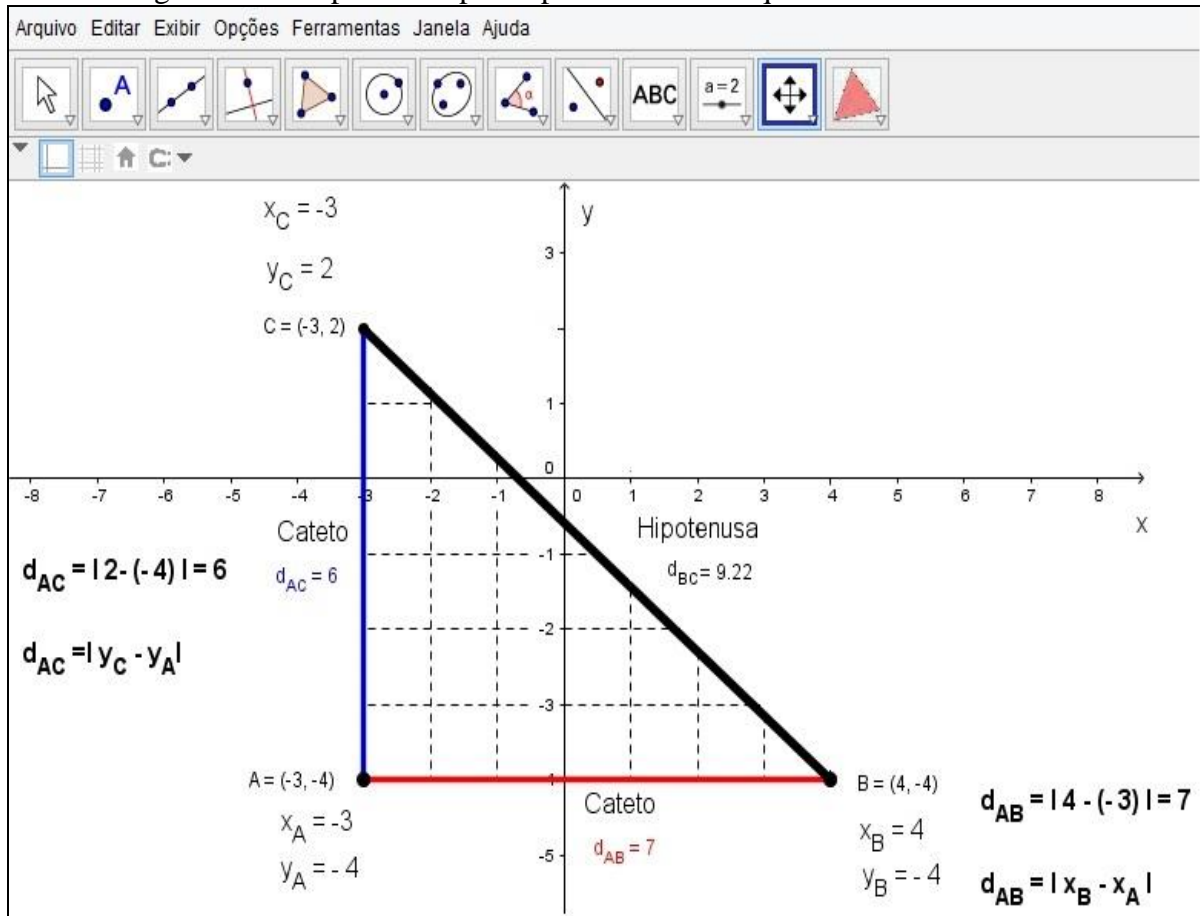 Arquivo Editar Exibir Opções Ferramentas Janela Ajuda
A
α
ABC
a=2
x_C = -3
y
3
y_C = 2
C = (-3, 2)
1
0
-8 -7 -6 -5 -4 -3 -2 -1 0 1 2 3 4 5 6 7 8
x
Cateto
Hipotenusa
-1
d_AC = |2-(-4)| = 6
d_AC = 6
d_BC = 9.22
-2
d_AC = |y_C - y_A|
-3
A = (-3, -4)
-4
B = (4, -4)
Cateto
d_AB = |4 - (-3)| = 7
x_A = -3
x_B = 4
-5
d_AB = 7
y_A = -4
y_B = -4
d_AB = |x_B - x_A|